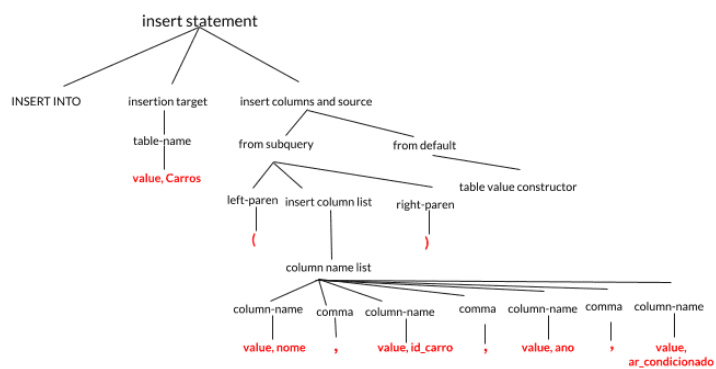 insert statement
INSERT INTO insertion target insert columns and source
table-name from subquery from default
value, Carros table value constructor
left-paren insert column list right-paren
( )
column name list
column-name comma column-name comma column-name comma column-name
value, nome , value, id_carro , value, ano , value,
ar_condicionado